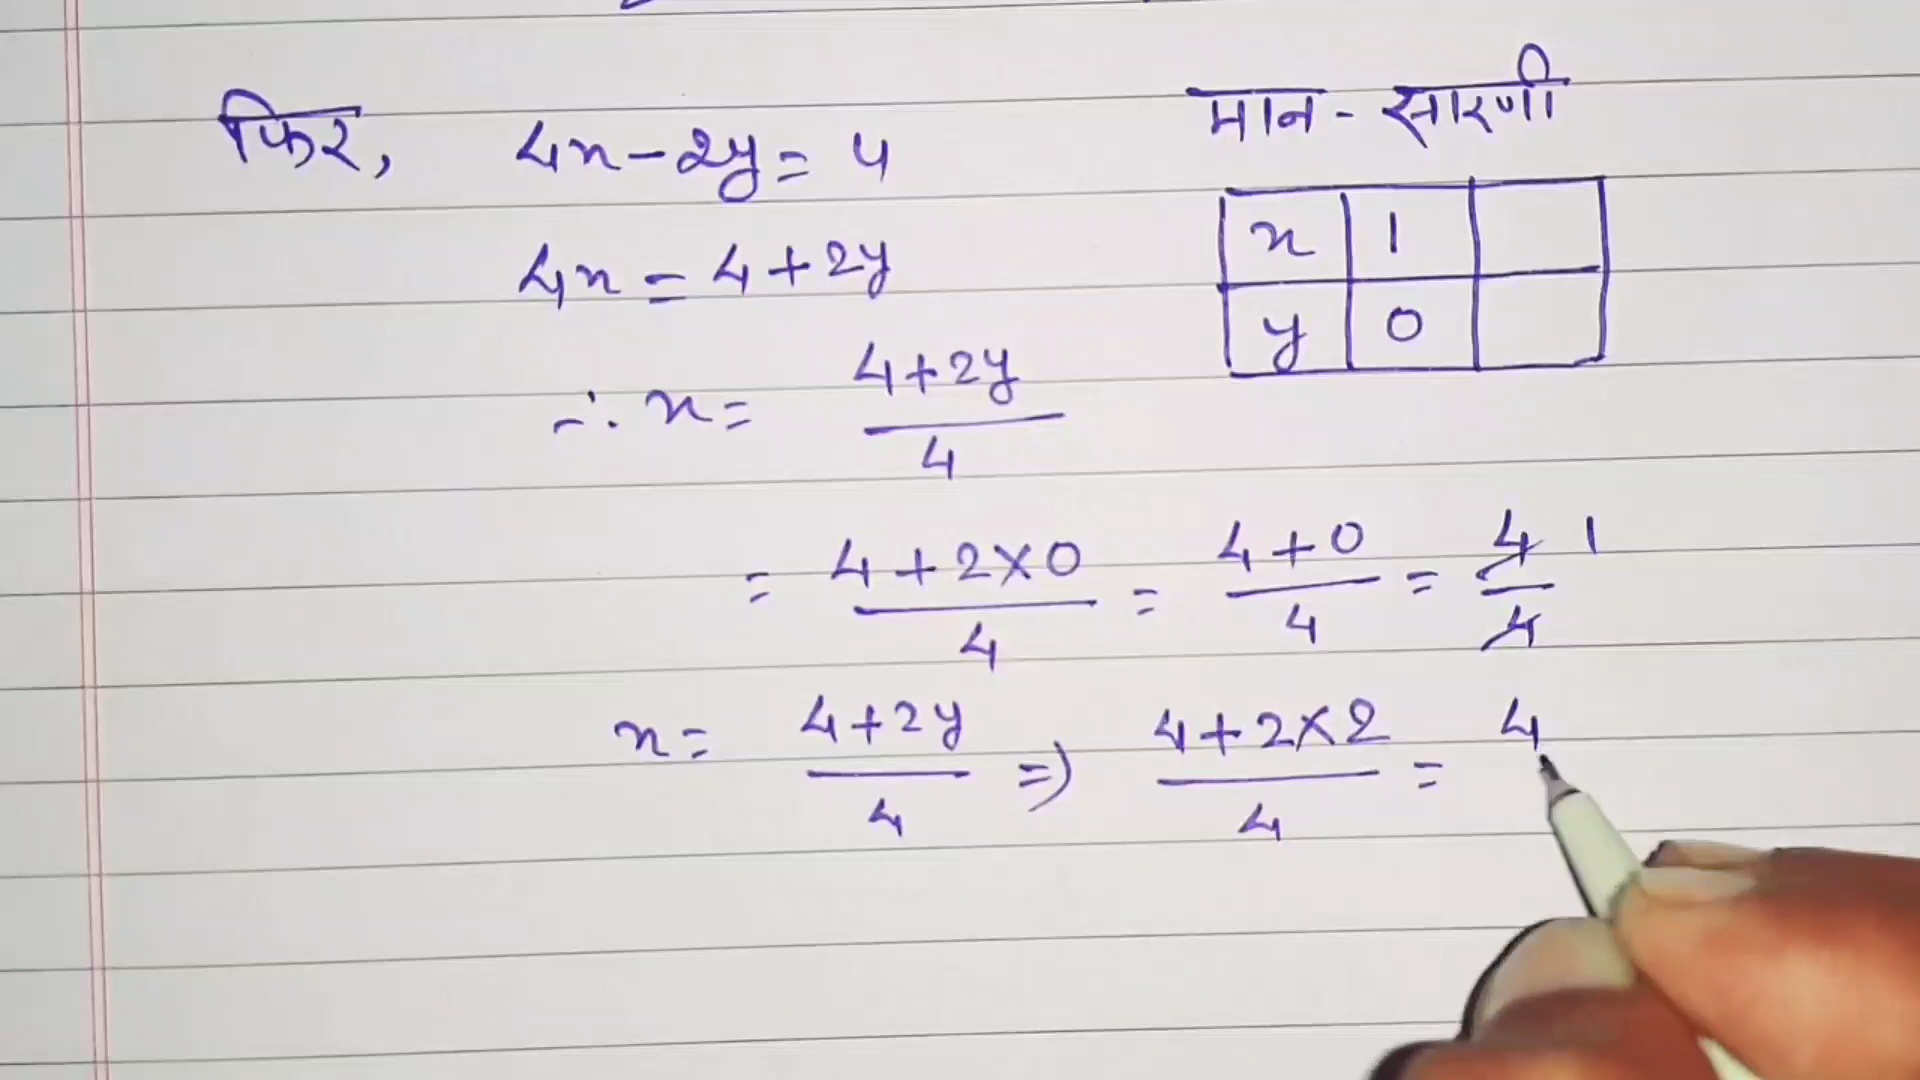 फिर, 4x - 2y = 4
4x = 4 + 2y
∴ x = (4 + 2y)/4
= (4 + 2×0)/4 = (4 + 0)/4 = 4/4 1
x = (4 + 2y)/4 ⇒ (4 + 2×2)/4 = 4
मान - सारणी
x 1
y 0